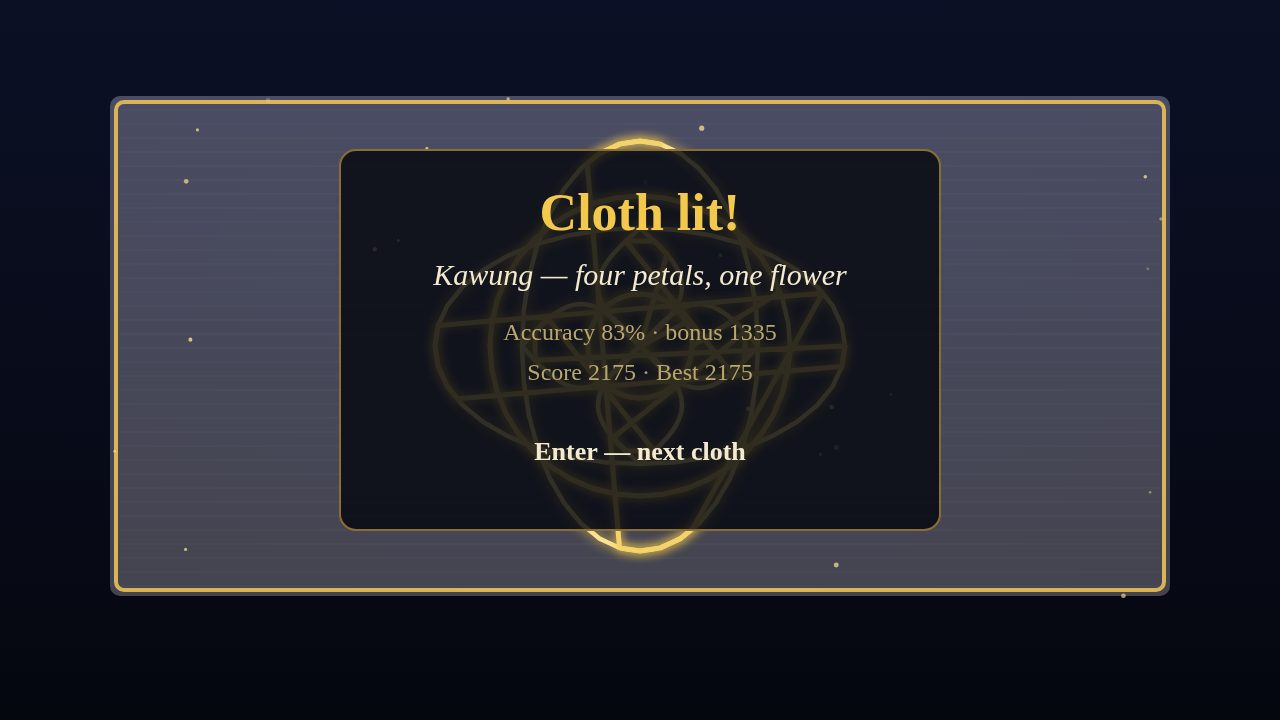 Cloth lit!
Kawung — four petals, one flower
Accuracy 83% · bonus 1335
Score 2175 · Best 2175
Enter — next cloth